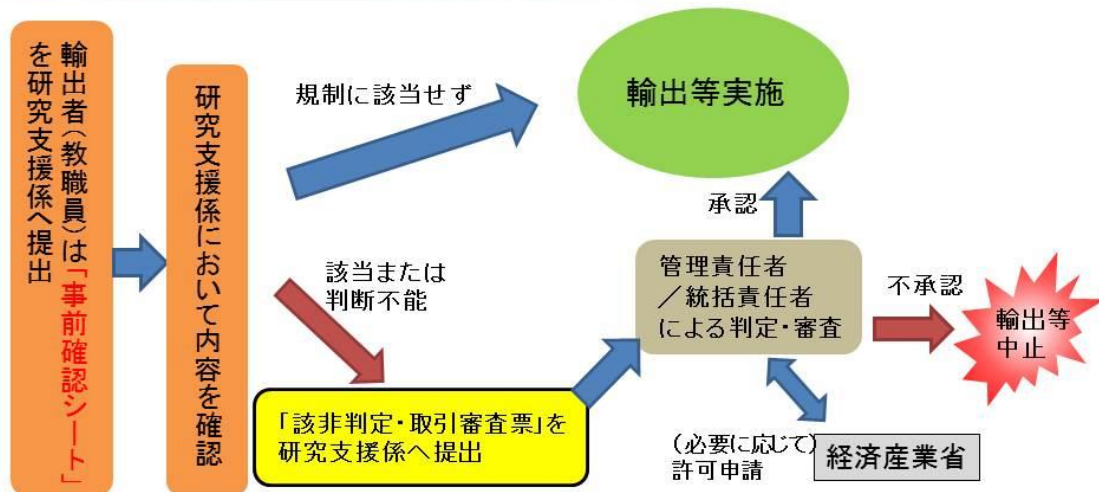 輸出者(教職員)は「事前確認シート」
を研究支援係へ提出
研究支援係において内容を確認
規制に該当せず
輸出等実施
承認
該当または
判断不能
管理責任者
／統括責任者
による判定・審査
不承認
輸出等
中止
「該非判定・取引審査票」を
研究支援係へ提出
(必要に応じて)
許可申請
経済産業省